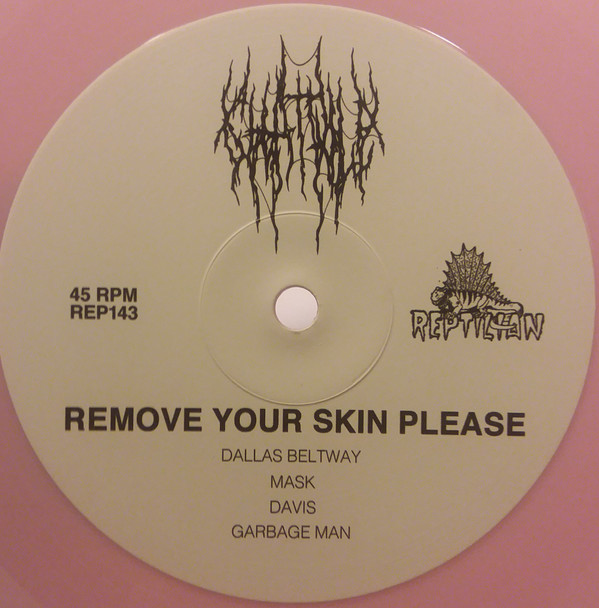 45 RPM
REP143
REPTILIAN
REMOVE YOUR SKIN PLEASE
DALLAS BELTWAY
MASK
DAVIS
GARBAGE MAN